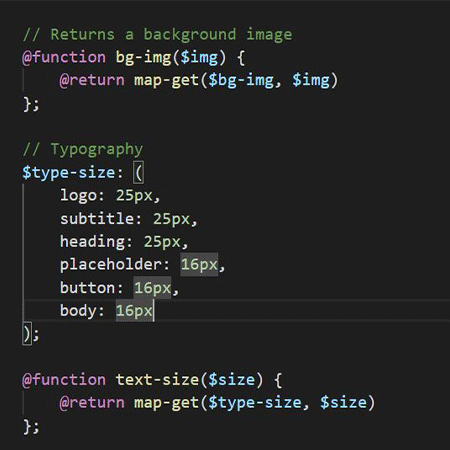 // Returns a background image
@function bg-img($img) {
    @return map-get($bg-img, $img)
};
// Typography
$type-size: (
    logo: 25px,
    subtitle: 25px,
    heading: 25px,
    placeholder: 16px,
    button: 16px,
    body: 16px
);
@function text-size($size) {
    @return map-get($type-size, $size)
};